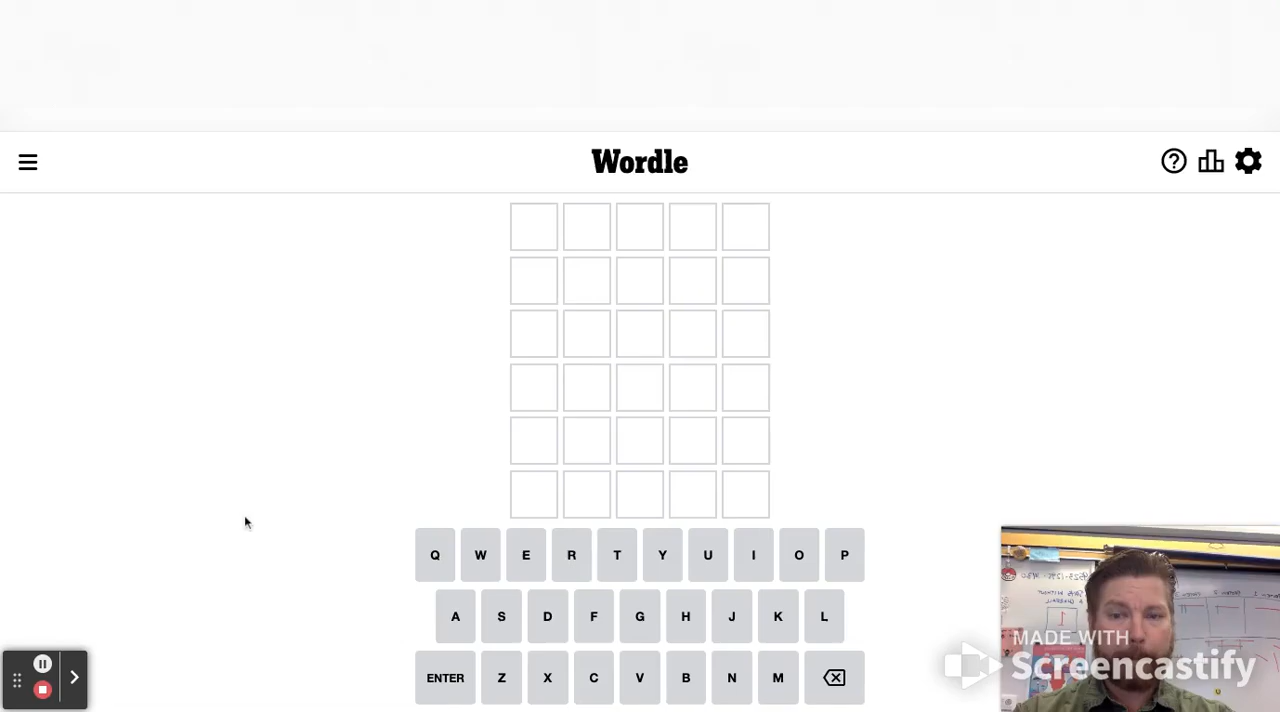 Wordle
Q W E R T Y U I O P
A S D F G H J K L
ENTER Z X C V B N M
MADE WITH
Screencastify